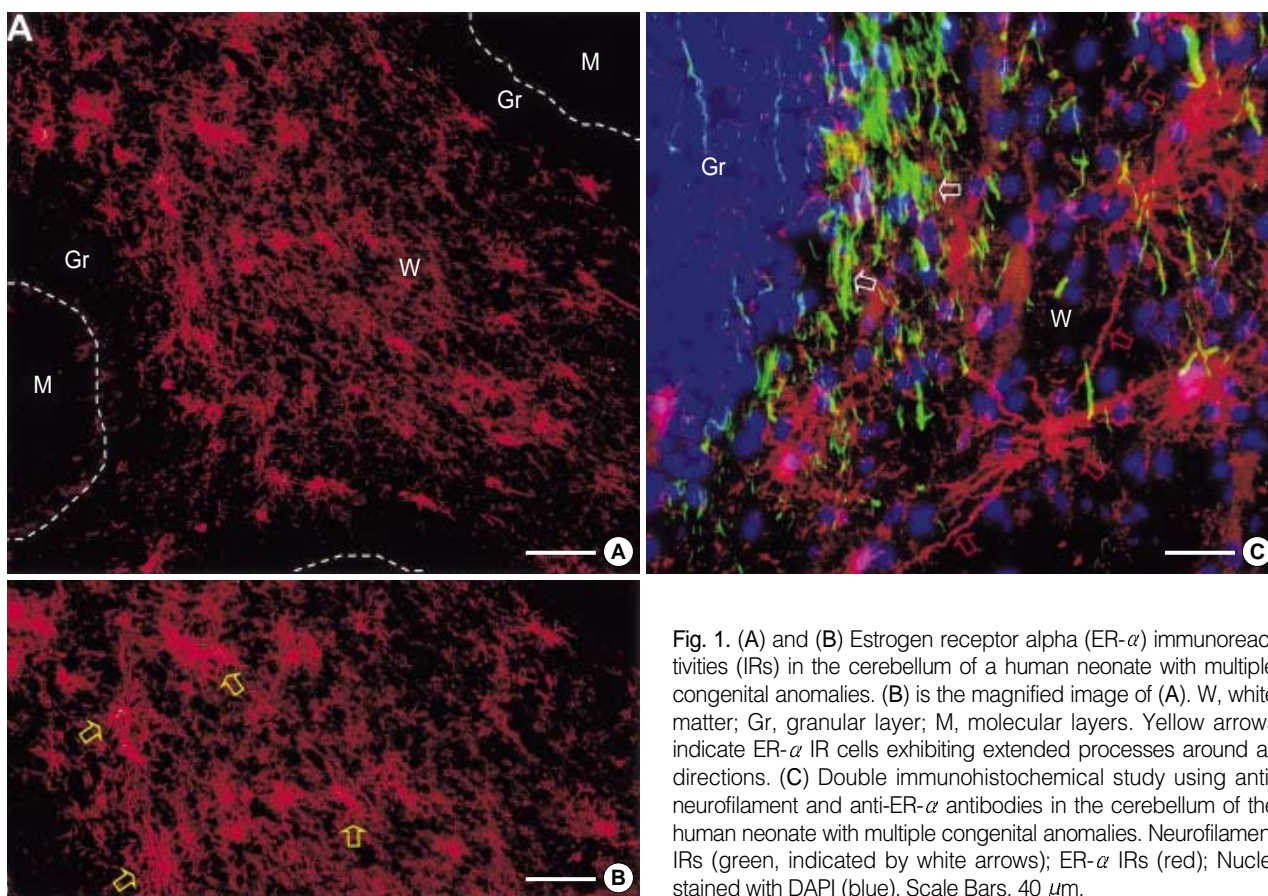 A
M
Gr
Gr
W
M
A
Gr
W
C
B
Fig. 1. (A) and (B) Estrogen receptor alpha (ER-α) immunoreac
tivities (IRs) in the cerebellum of a human neonate with multiple
congenital anomalies. (B) is the magnified image of (A). W, white
matter; Gr, granular layer; M, molecular layers. Yellow arrows
indicate ER-α IR cells exhibiting extended processes around a
directions. (C) Double immunohistochemical study using anti
neurofilament and anti-ER-α antibodies in the cerebellum of the
human neonate with multiple congenital anomalies. Neurofilamen
IRs (green, indicated by white arrows); ER-α IRs (red); Nucle
stained with DAPI (blue). Scale Bars, 40 μm.